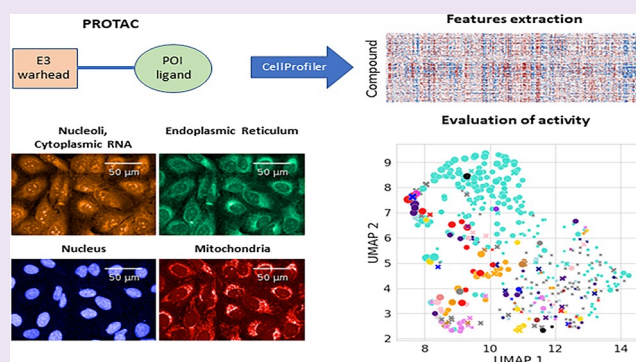 PROTAC
E3
warhead
POI
ligand
CellProfiler
Features extraction
Compound
Nucleoli,
Cytoplasmic RNA
Endoplasmic Reticulum
50 μm
50 μm
Nucleus
Mitochondria
50 μm
50 μm
Evaluation of activity
UMAP 2
9
8
7
6
5
4
3
2
8
10
12
14
UMAP 1